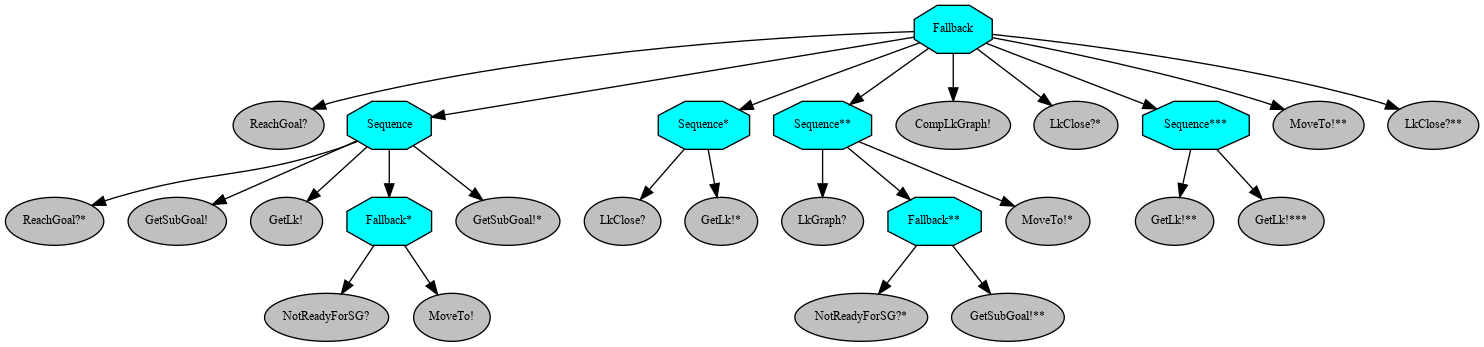 Fallback
ReachGoal?
Sequence
Sequence*
Sequence**
CompLkGraph!
LkClose?*
Sequence***
MoveTo!**
LkClose?**
ReachGoal?*
GetSubGoal!
GetLk!
Fallback*
GetSubGoal!*
LkClose?
GetLk!*
LkGraph?
Fallback**
MoveTo!*
GetLk!**
GetLk!***
NotReadyForSG?
MoveTo!
NotReadyForSG?*
GetSubGoal!**